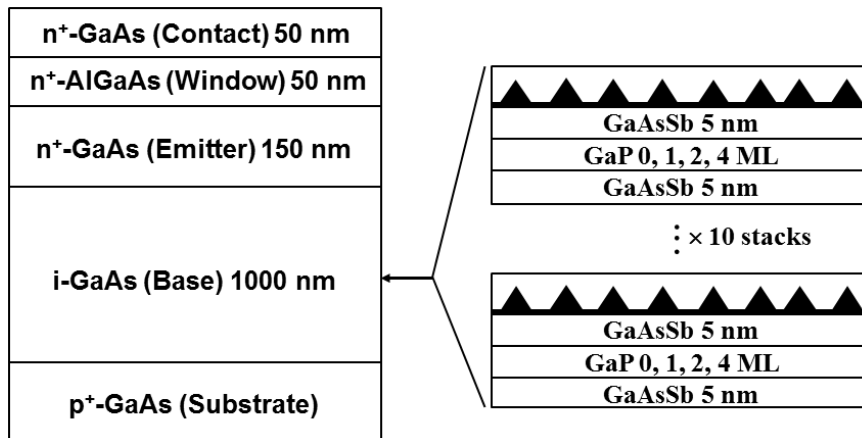 n⁺-GaAs (Contact) 50 nm
n⁺-AlGaAs (Window) 50 nm
n⁺-GaAs (Emitter) 150 nm
i-GaAs (Base) 1000 nm
p⁺-GaAs (Substrate)
GaAsSb 5 nm
GaP 0, 1, 2, 4 ML
GaAsSb 5 nm
⋮ × 10 stacks
GaAsSb 5 nm
GaP 0, 1, 2, 4 ML
GaAsSb 5 nm